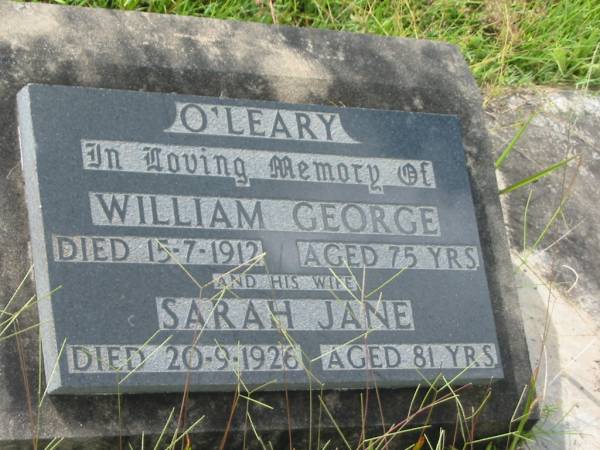 O'LEARY
In Loving Memory Of
WILLIAM GEORGE
DIED 15-7-1912 AGED 75 YRS
AND HIS WIFE
SARAH JANE
DIED 20-9-1926 AGED 81 YRS